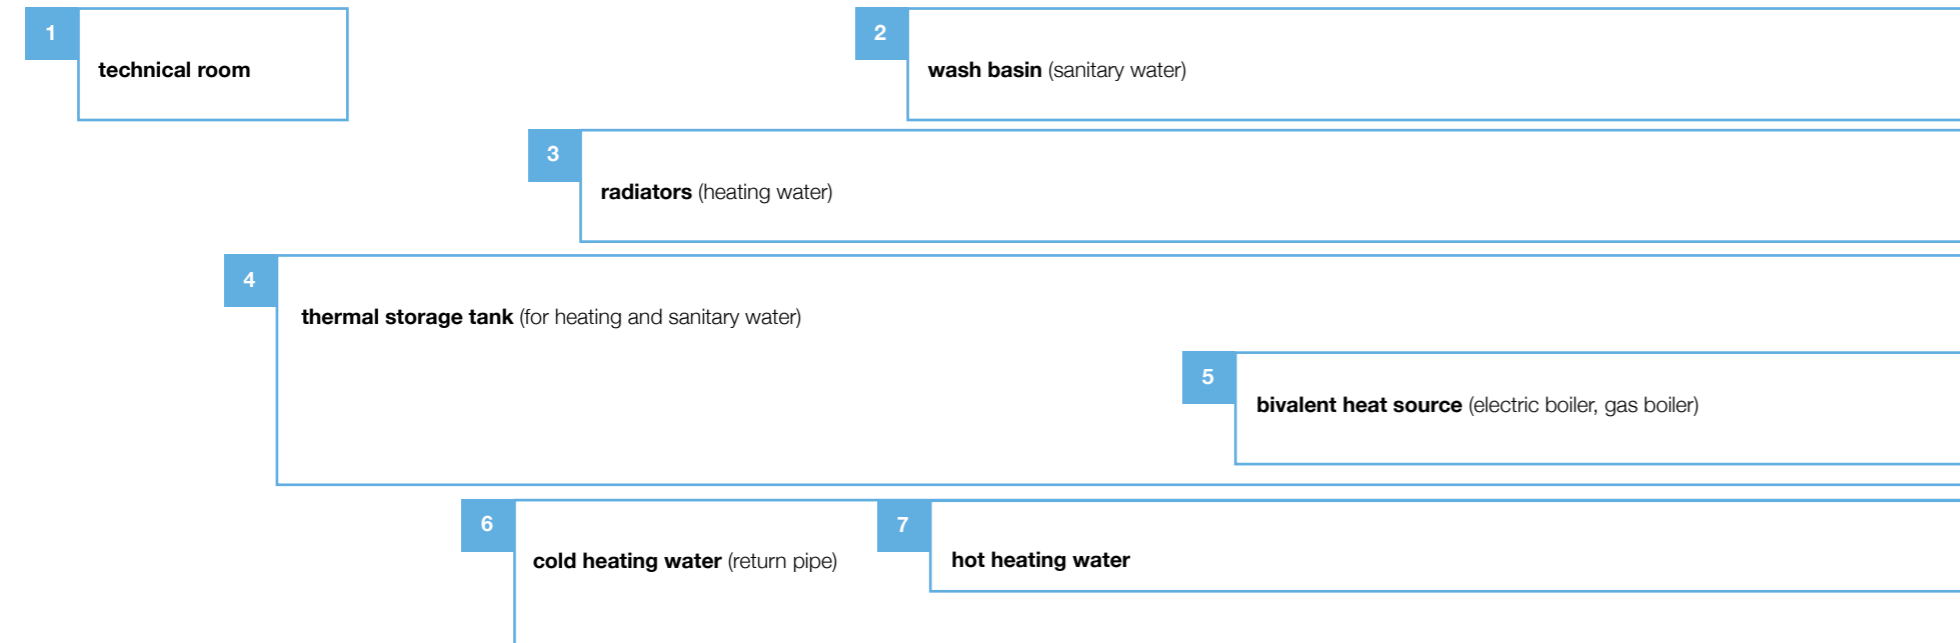 1
technical room
2
wash basin (sanitary water)
3
radiators (heating water)
4
thermal storage tank (for heating and sanitary water)
5
bivalent heat source (electric boiler, gas boiler)
6
cold heating water (return pipe)
7
hot heating water